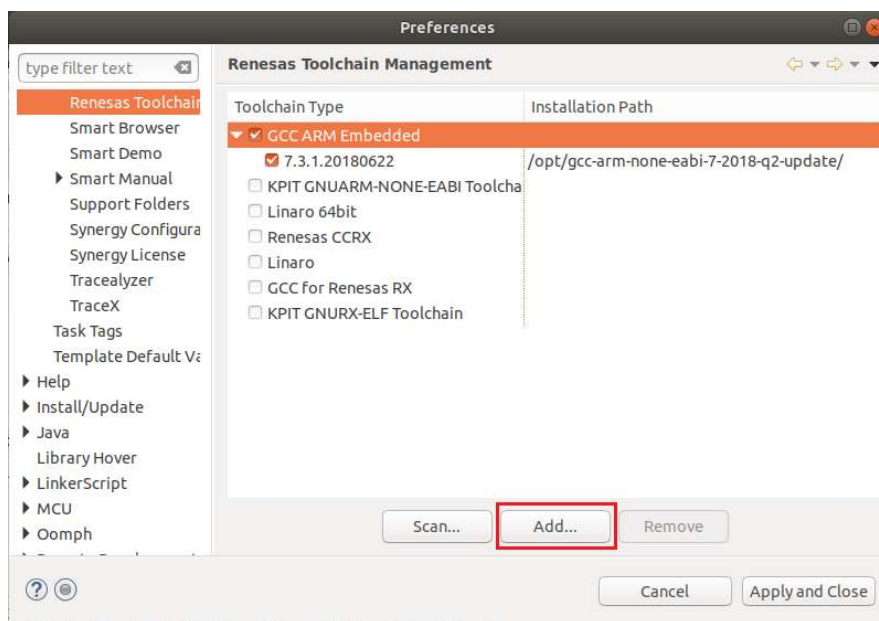 Preferences
type filter text
Renesas Toolchain Management
Renesas Toolchair
Smart Browser
Smart Demo
Smart Manual
Support Folders
Synergy Configura
Synergy License
Tracealyzer
TraceX
Task Tags
Template Default Va
Help
Install/Update
Java
Library Hover
LinkerScript
MCU
Oomph
Toolchain Type Installation Path
GCC ARM Embedded
7.3.1.20180622 /opt/gcc-arm-none-eabi-7-2018-q2-update/
KPIT GNUARM-NONE-EABI Toolcha
Linaro 64bit
Renesas CCRX
Linaro
GCC for Renesas RX
KPIT GNURX-ELF Toolchain
Scan... Add... Remove
Cancel Apply and Close